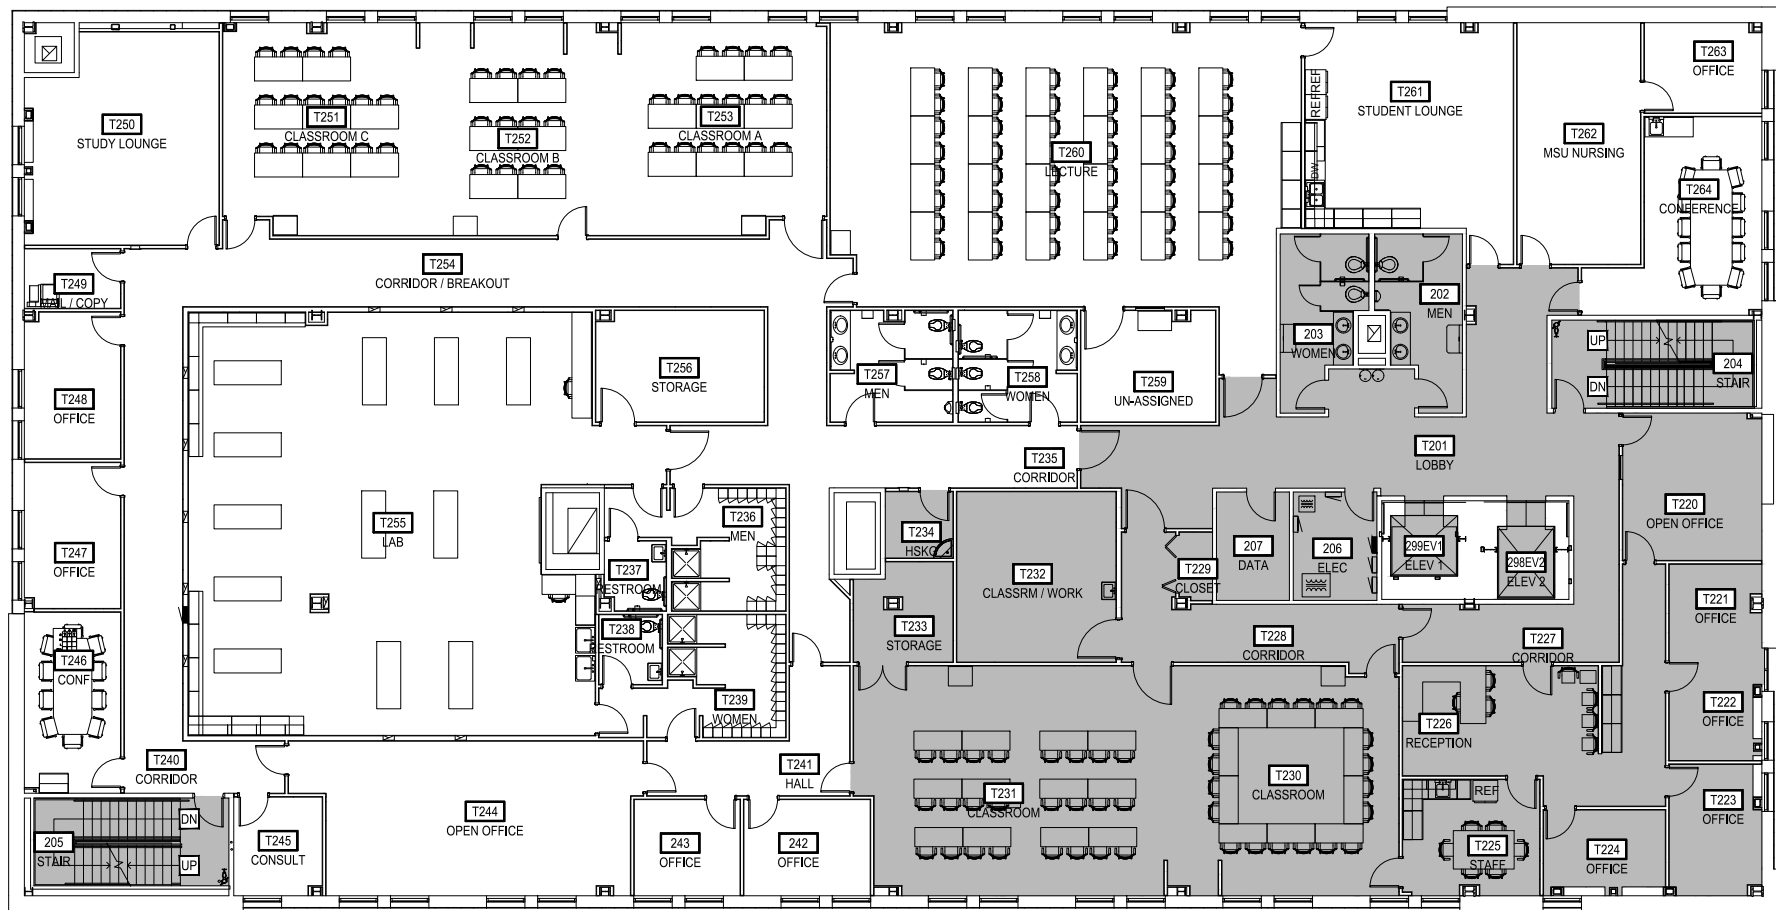 T250
STUDY LOUNGE
T251
CLASSROOM C
T252
CLASSROOM B
T253
CLASSROOM A
T260
LECTURE
REF
REF
DW
T261
STUDENT LOUNGE
T262
MSU NURSING
T263
OFFICE
T264
CONFERENCE
T249
MAIL / COPY
T254
CORRIDOR / BREAKOUT
202
MEN
203
WOMEN
UP
DN
204
STAIR
T248
OFFICE
T256
STORAGE
T257
MEN
T258
WOMEN
T259
UN-ASSIGNED
T201
LOBBY
T235
CORRIDOR
T220
OPEN OFFICE
T247
OFFICE
T255
LAB
T236
MEN
T237
RESTROOM
T238
RESTROOM
T239
WOMEN
T234
HSKG
T233
STORAGE
T232
CLASSRM / WORK
T229
CLOSET
207
DATA
206
ELEC
299EV1
ELEV 1
298EV2
ELEV 2
T221
OFFICE
T228
CORRIDOR
T227
CORRIDOR
T246
CONF
T222
OFFICE
T226
RECEPTION
T240
CORRIDOR
T241
HALL
T244
OPEN OFFICE
T231
CLASSROOM
T230
CLASSROOM
REF
T223
OFFICE
DN
UP
205
STAIR
T245
CONSULT
243
OFFICE
242
OFFICE
T225
STAFF
T224
OFFICE